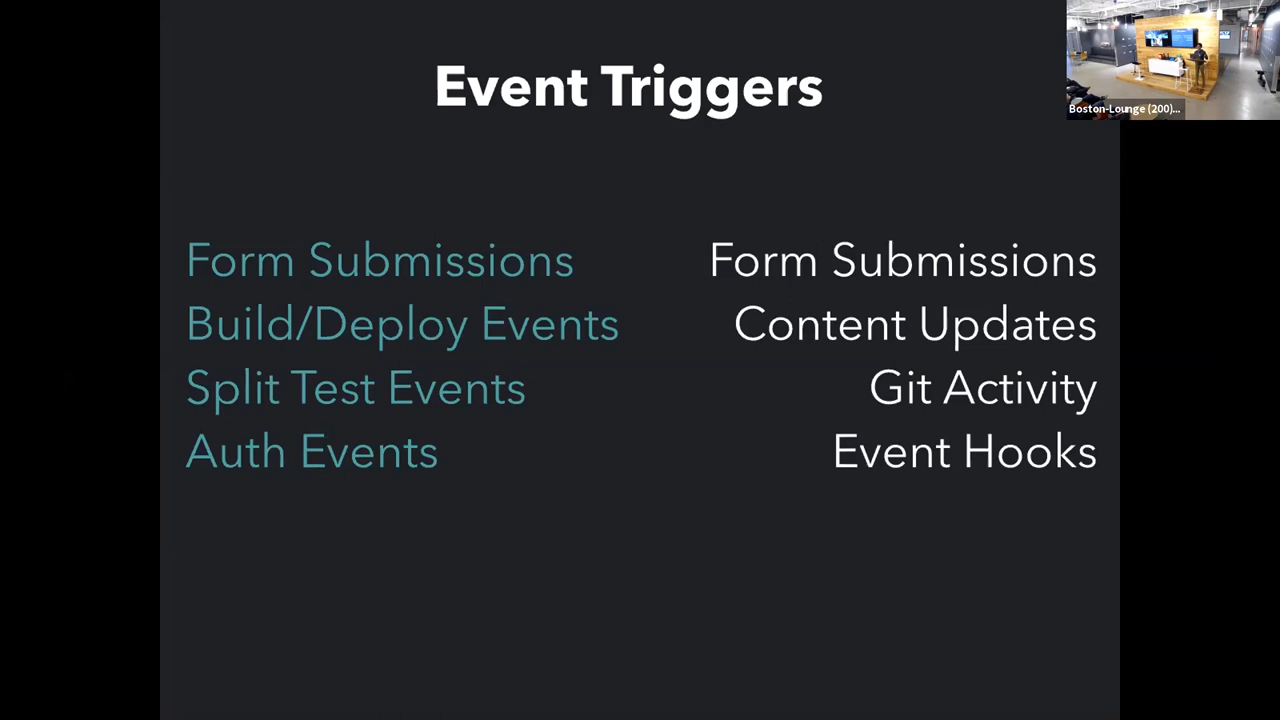 Event Triggers
Boston-Lounge (200)...
Form Submissions
Build/Deploy Events
Split Test Events
Auth Events
Form Submissions
Content Updates
Git Activity
Event Hooks